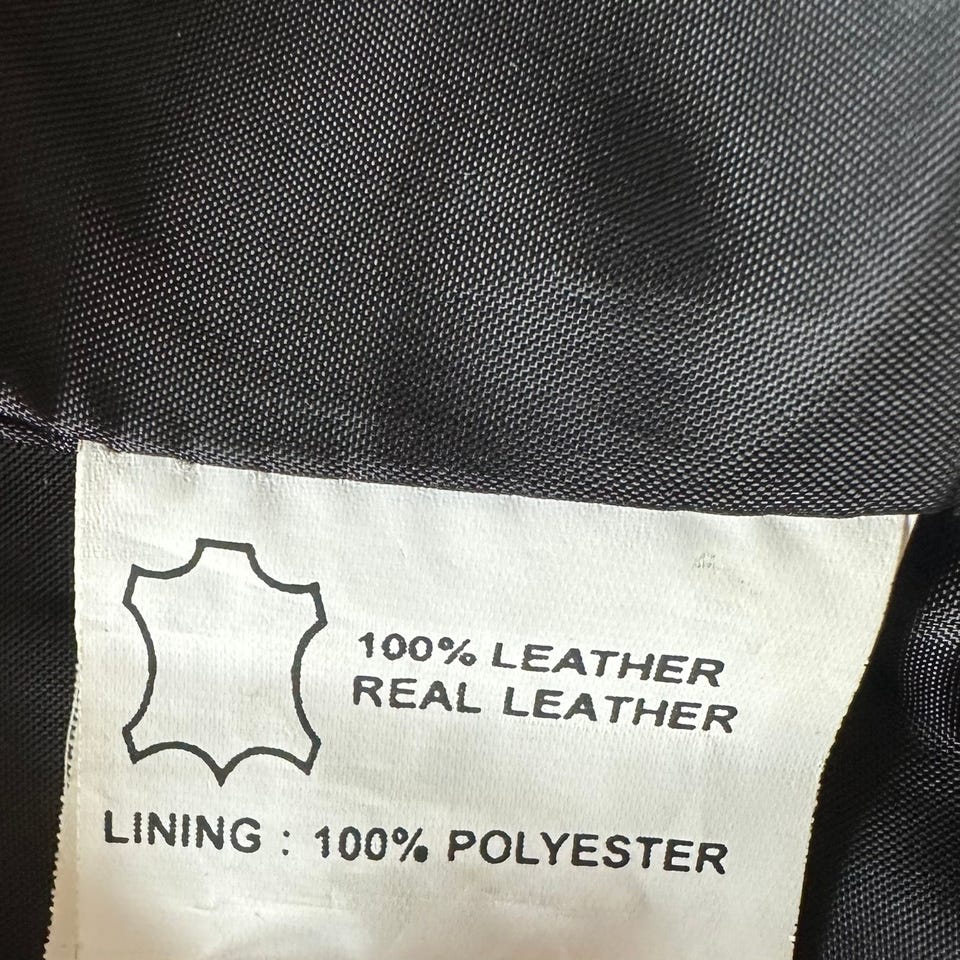 100% LEATHER
REAL LEATHER
LINING : 100% POLYESTER